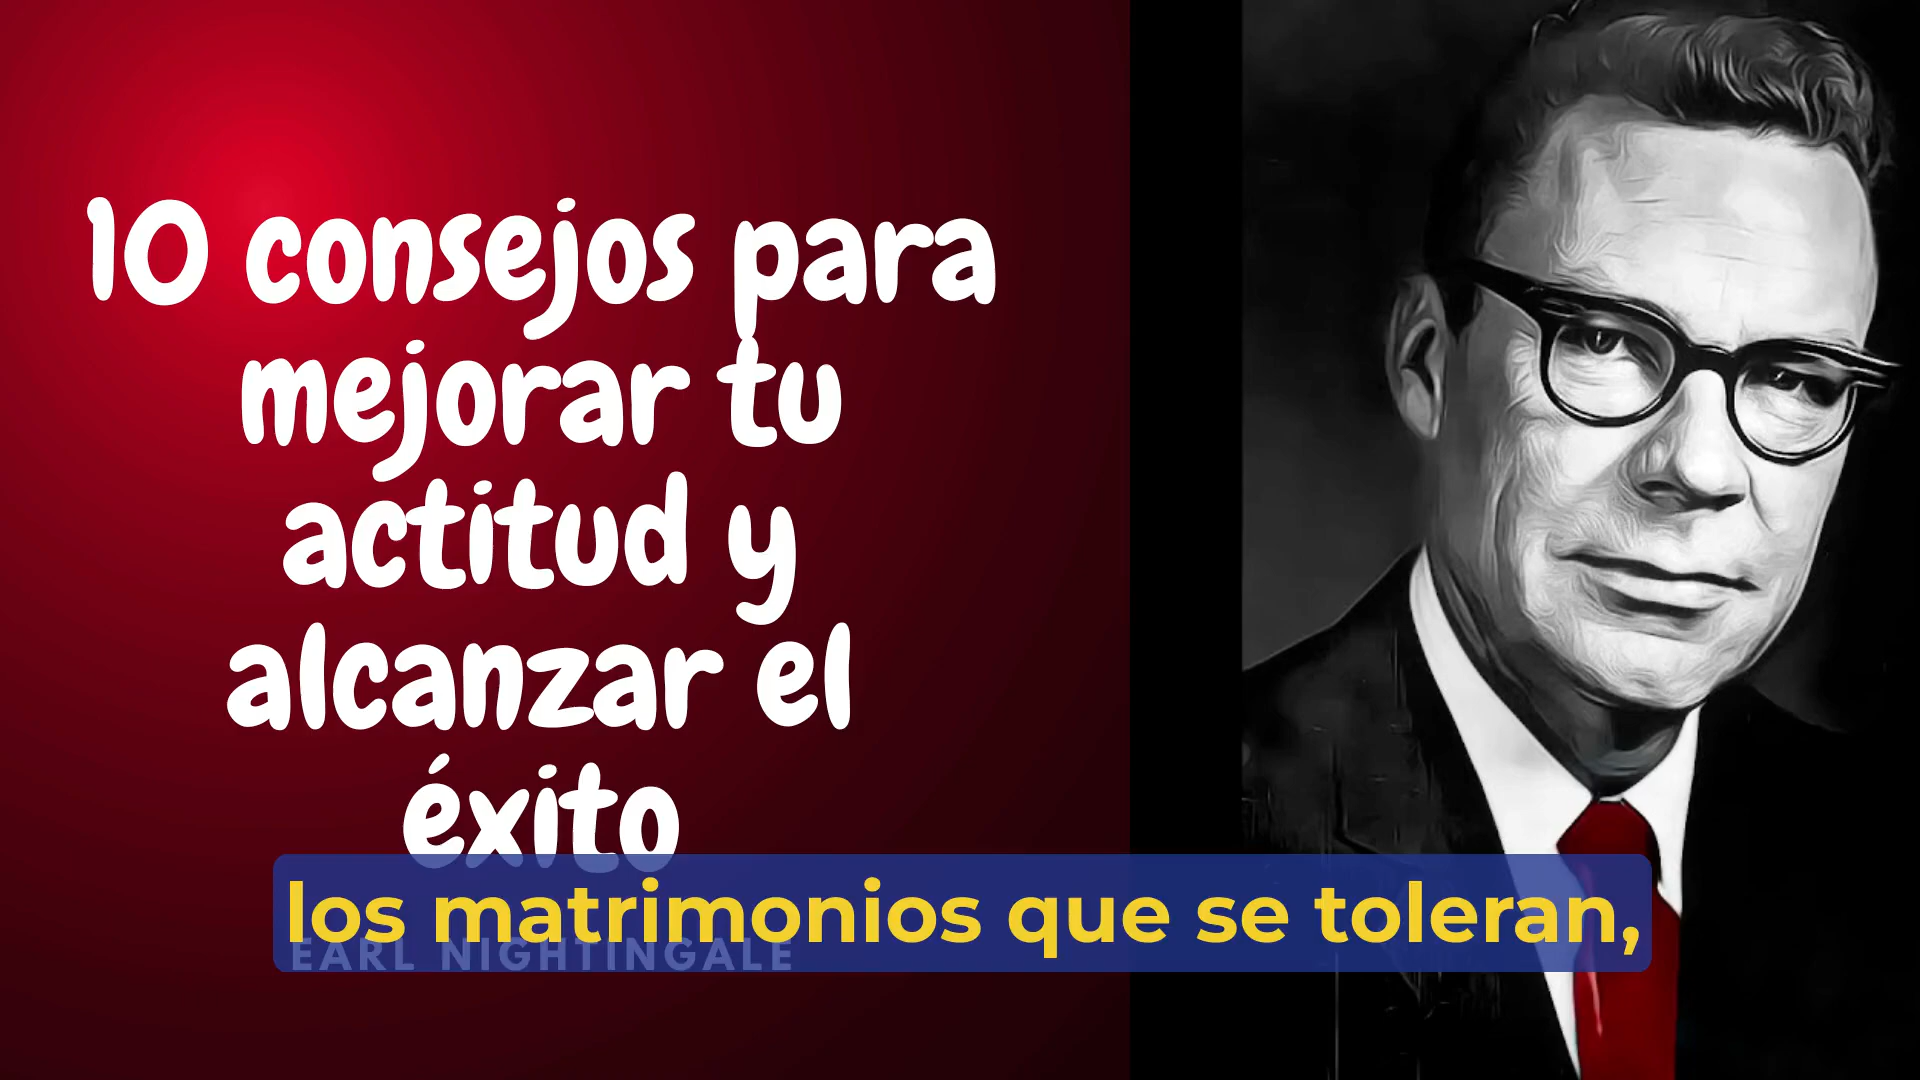 10 consejos para
mejorar tu
actitud y
alcanzar el
éxito
los matrimonios que se toleran,
EARL NIGHTINGALE